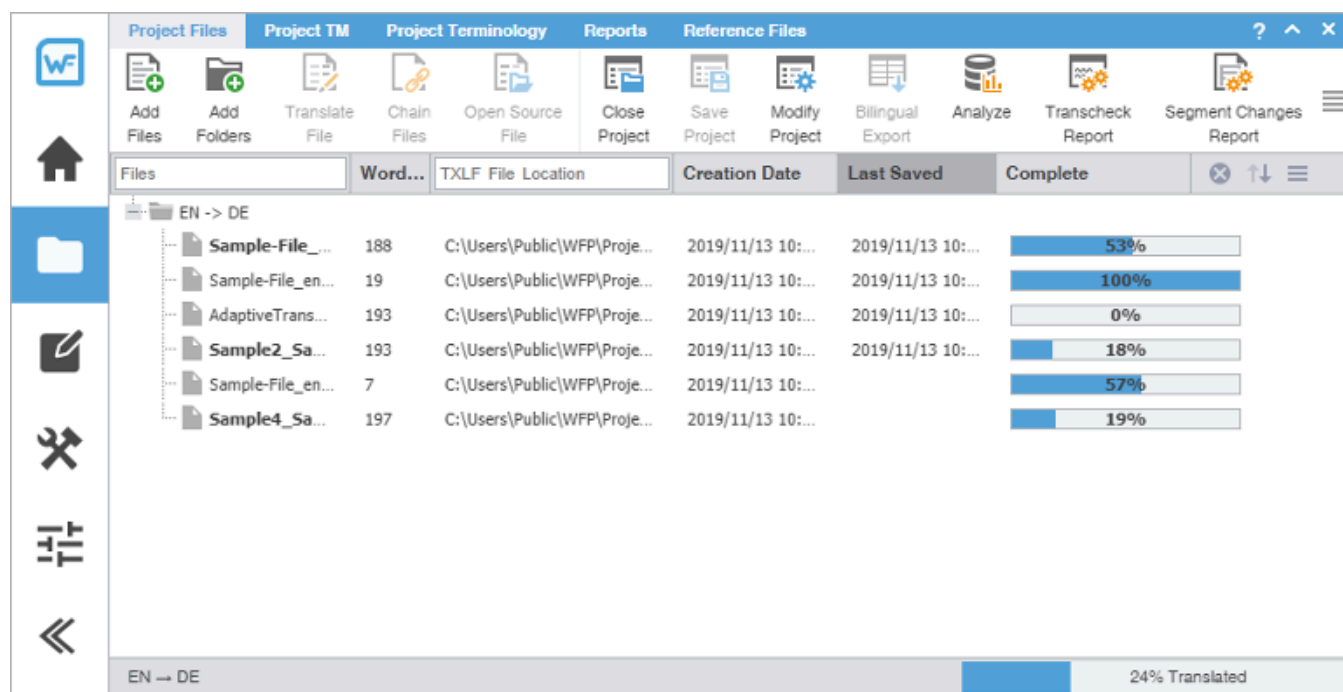 Project Files Project TM Project Terminology Reports Reference Files ?
WF
Add Files
Add Folders
Translate File
Chain Files
Open Source File
Close Project
Save Project
Modify Project
Bilingual Export
Analyze
Transcheck Report
Segment Changes Report
Files Word... TXLF File Location Creation Date Last Saved Complete
EN -> DE
Sample-File_... 188 C:\Users\Public\WFP\Proje... 2019/11/13 10:... 2019/11/13 10:... 53%
Sample-File_en... 19 C:\Users\Public\WFP\Proje... 2019/11/13 10:... 2019/11/13 10:... 100%
AdaptiveTrans... 193 C:\Users\Public\WFP\Proje... 2019/11/13 10:... 2019/11/13 10:... 0%
Sample2_Sa... 193 C:\Users\Public\WFP\Proje... 2019/11/13 10:... 2019/11/13 10:... 18%
Sample-File_en... 7 C:\Users\Public\WFP\Proje... 2019/11/13 10:... 57%
Sample4_Sa... 197 C:\Users\Public\WFP\Proje... 2019/11/13 10:... 19%
EN → DE 24% Translated